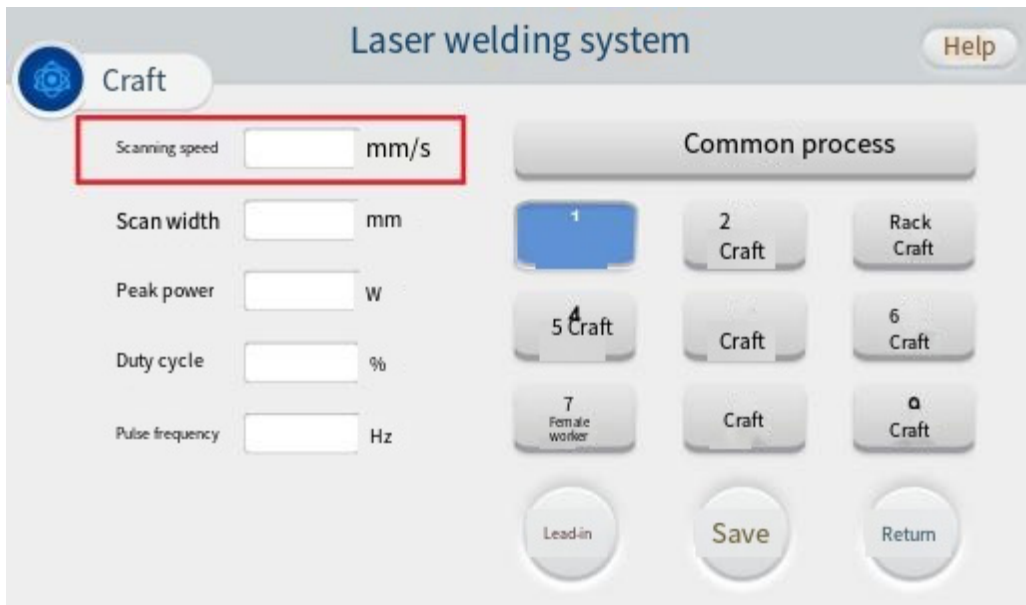 Laser welding system
Help
Craft
Scanning speed mm/s
Scan width mm
Peak power W
Duty cycle %
Pulse frequency Hz
Common process
1
2
Craft
Rack
Craft
4
5 Craft
Craft
6
Craft
7
Female
worker
Craft
a
Craft
Lead-in
Save
Return